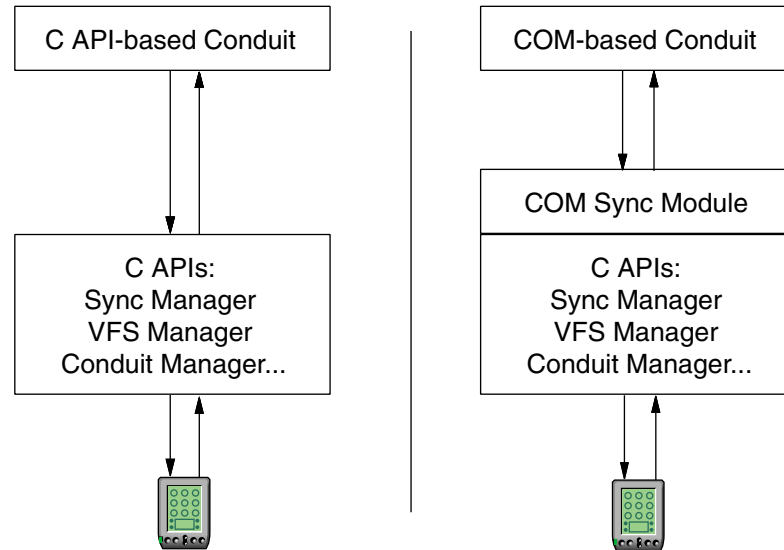 C API-based Conduit
C APIs:
Sync Manager
VFS Manager
Conduit Manager...
COM-based Conduit
COM Sync Module
C APIs:
Sync Manager
VFS Manager
Conduit Manager...